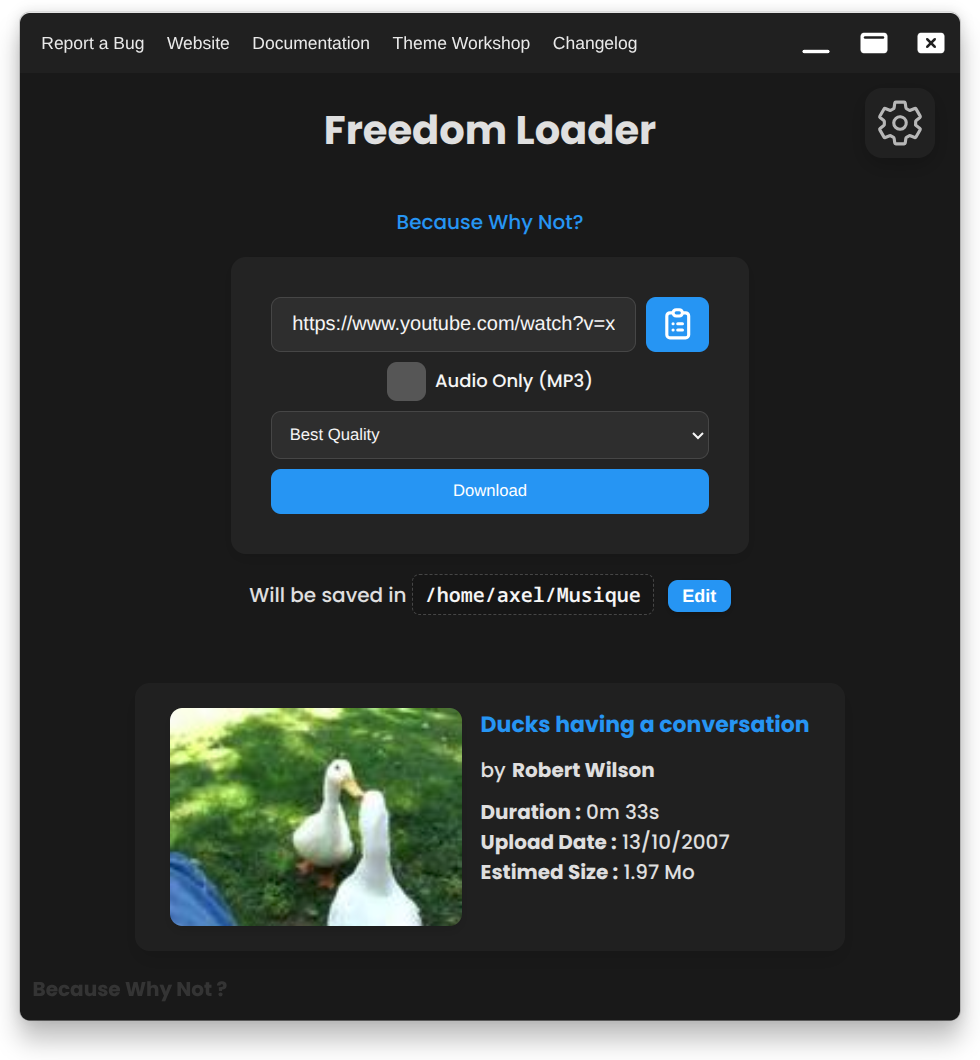 Report a Bug Website Documentation Theme Workshop Changelog
Freedom Loader
Because Why Not?
https://www.youtube.com/watch?v=x
Audio Only (MP3)
Best Quality
Download
Will be saved in /home/axel/Musique Edit
Ducks having a conversation
by Robert Wilson
Duration : 0m 33s
Upload Date : 13/10/2007
Estimed Size : 1.97 Mo
Because Why Not ?